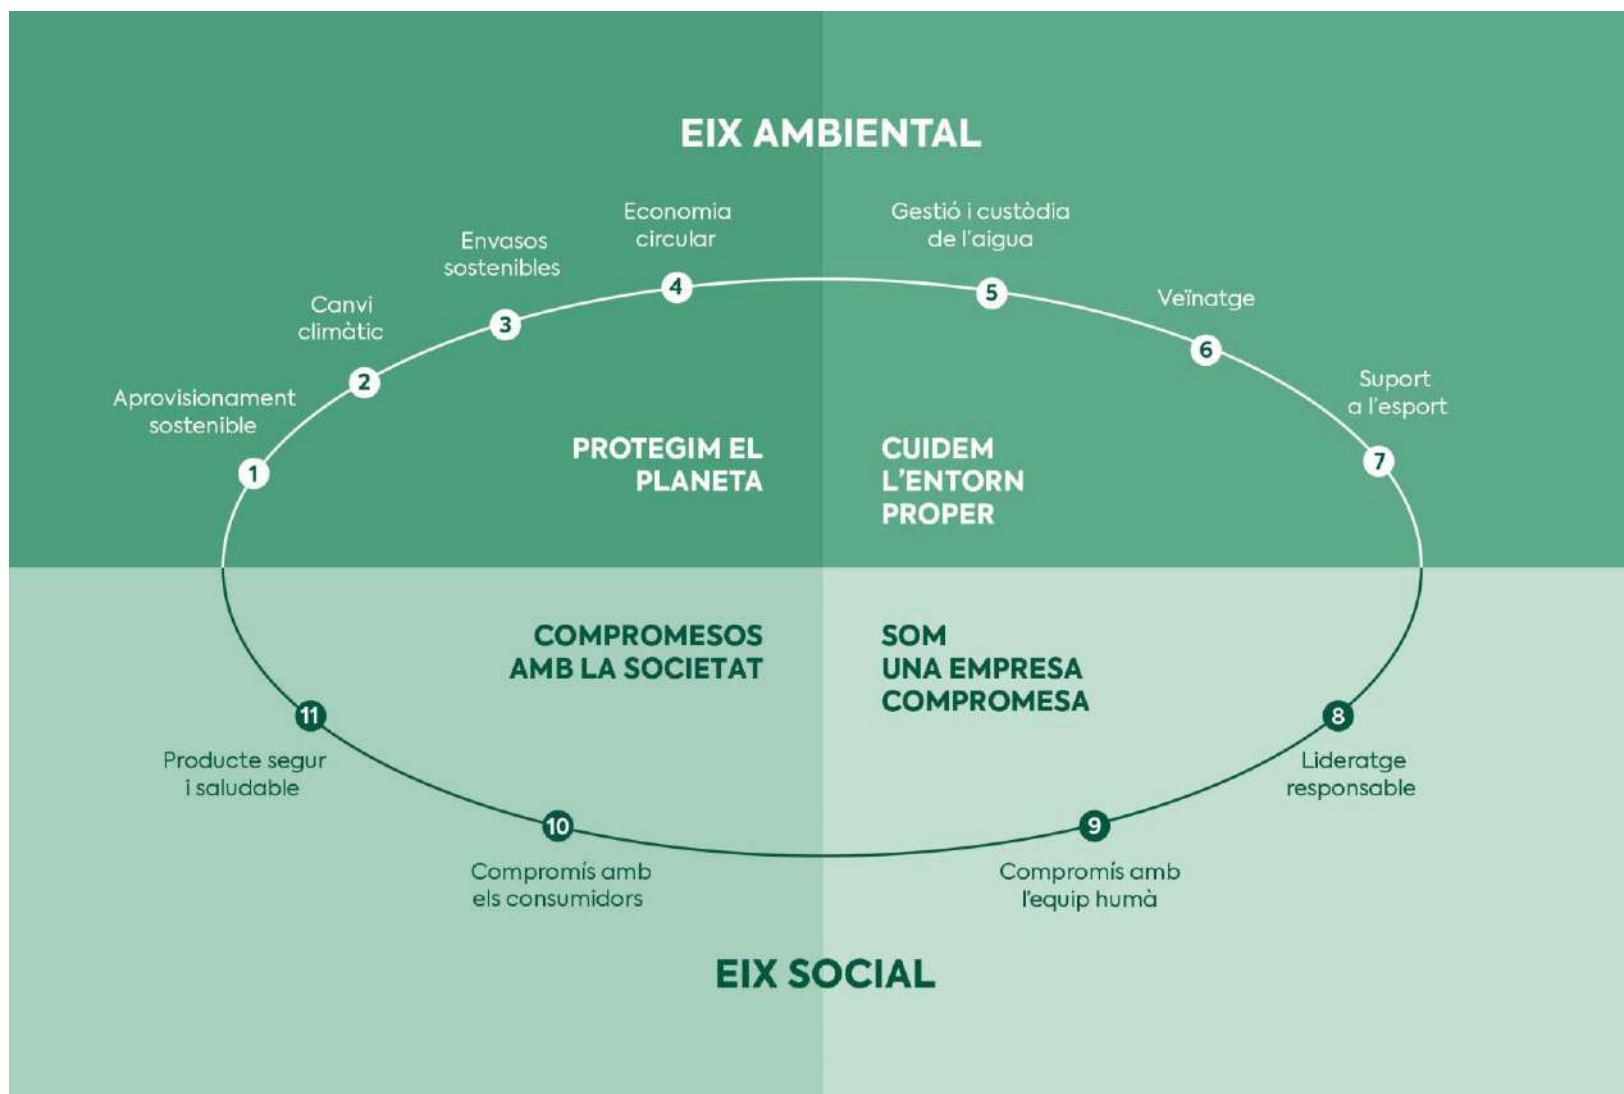 EIX AMBIENTAL
Economia
circular
Gestió i custòdia
de l'aigua
Envasos
sostenibles
Veïnatge
Canvi
climàtic
Aprovisionament
sostenible
Suport
a l'esport
4
5
3
6
2
7
1
PROTEGIM EL
PLANETA
CUIDEM
L'ENTORN
PROPER
COMPROMESOS
AMB LA SOCIETAT
SOM
UNA EMPRESA
COMPROMESA
11
Producte segur
i saludable
8
Lideratge
responsable
10
Compromís amb
els consumidors
9
Compromís amb
l'equip humà
EIX SOCIAL